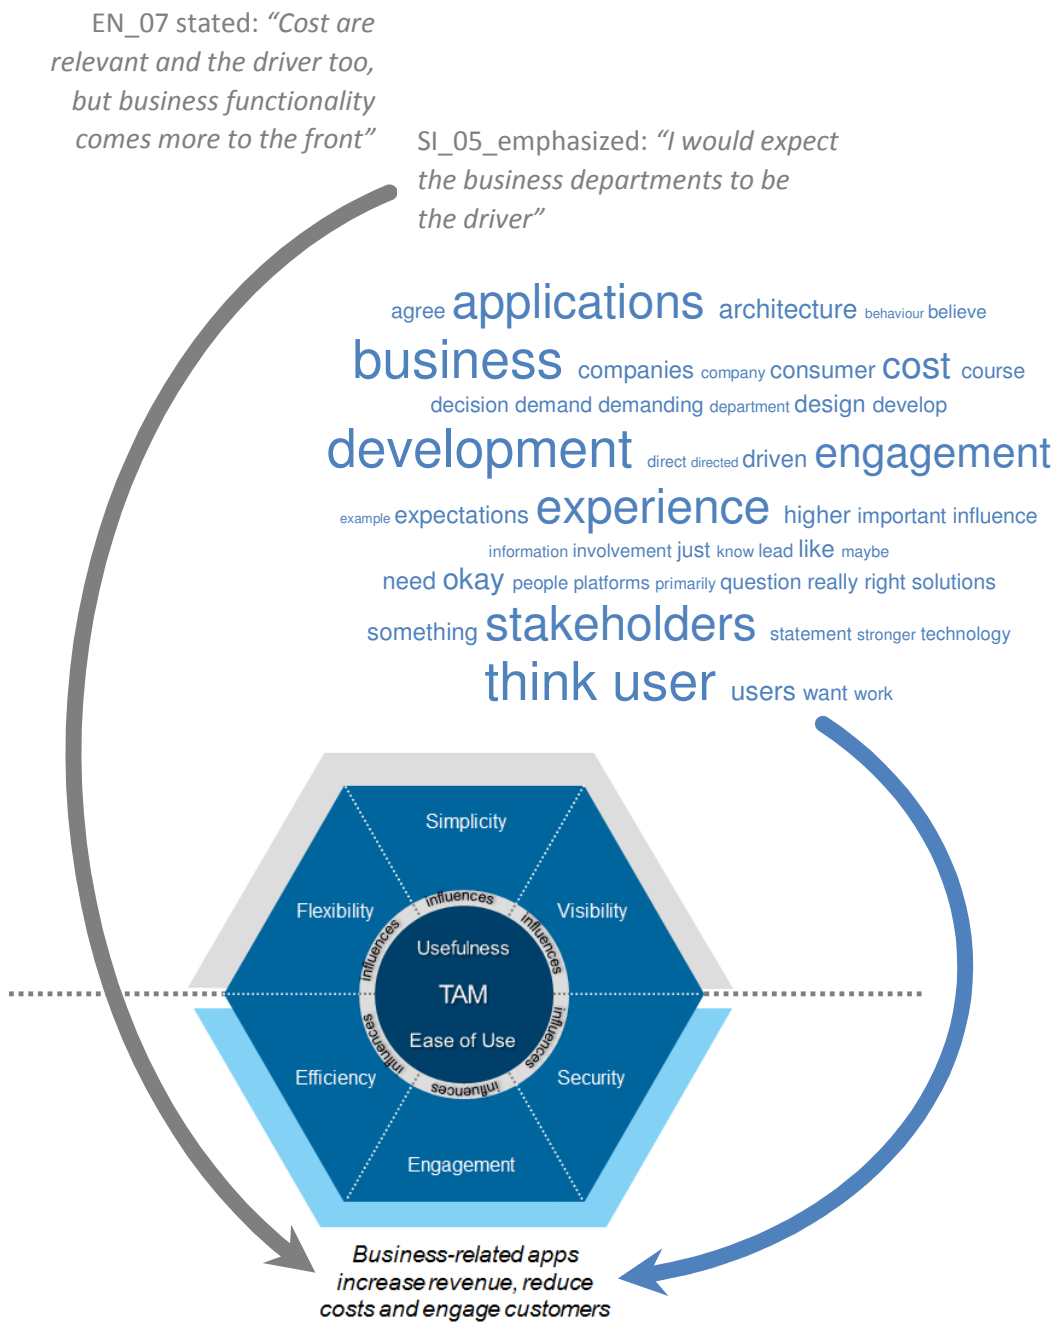 EN_07 stated: “Cost are
relevant and the driver too,
but business functionality
comes more to the front”
SI_05_emphasized: “I would expect
the business departments to be
the driver”
agree applications architecture behaviour believe
business companies company consumer cost course
decision demand demanding department design develop
development direct directed driven engagement
example expectations experience higher important influence
information involvement just know lead like maybe
need okay people platforms primarily question really right solutions
something stakeholders statement stronger technology
think user users want work
Simplicity
Flexibility
Visibility
influences
influences
influences
Usefulness
TAM
Ease of Use
influences
influences
influences
Efficiency
Security
Engagement
Business-related apps
increase revenue, reduce
costs and engage customers